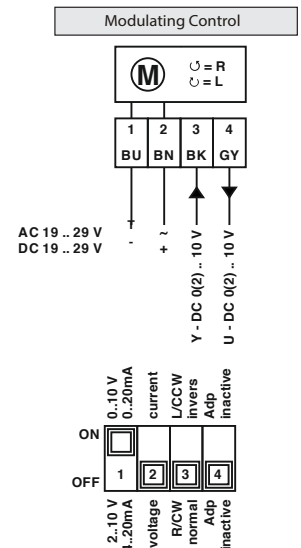 Modulating Control
M
↺ = R
↻ = L
1 2 3 4
BU BN BK GY
AC 19 .. 29 V
DC 19 .. 29 V
⊥ ~
- +
Y - DC 0(2) .. 10 V
U - DC 0(2) .. 10 V
0..10 V
0..20mA
current
L/CCW
invers
Adp
inactive
ON
OFF
1 2 3 4
2..10 V
4..20mA
voltage
R/CW
normal
Adp
inactive